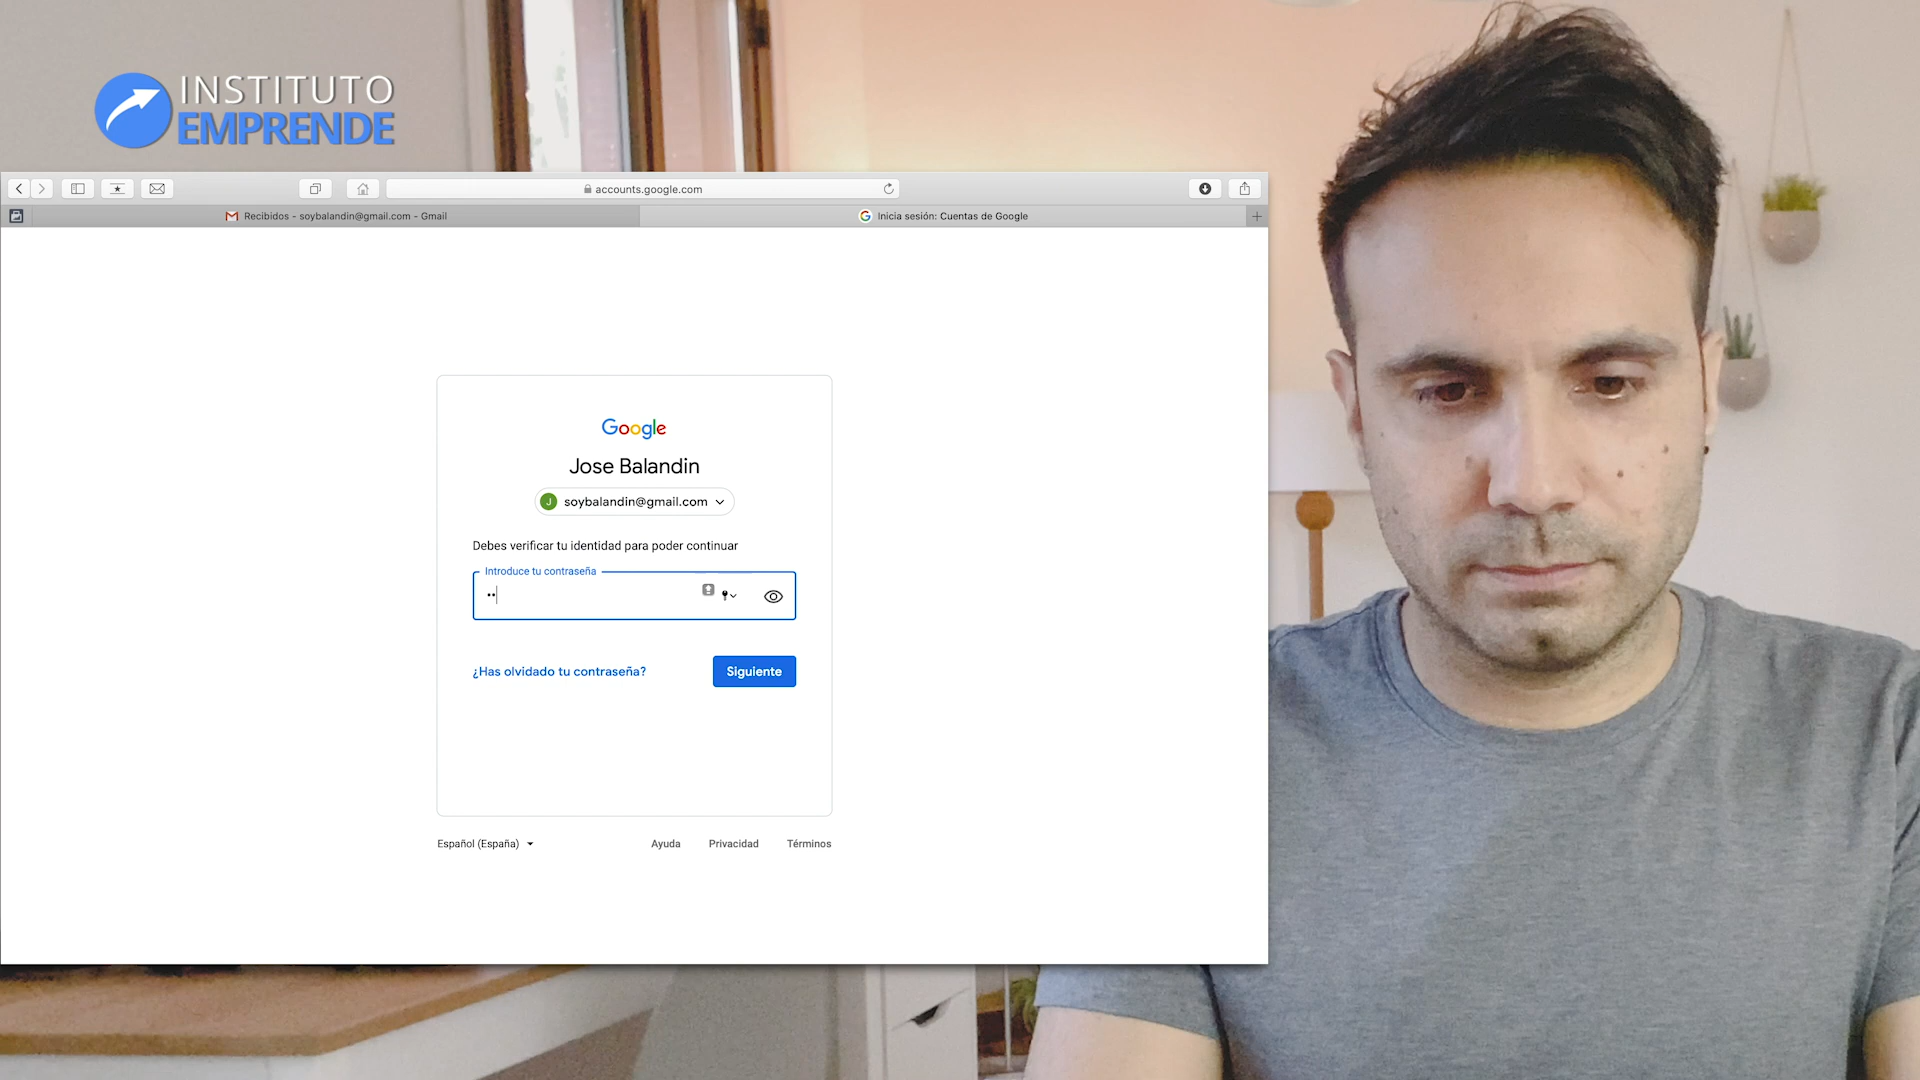 INSTITUTO
EMPRENDE
accounts.google.com
Recibidos - soybalandin@gmail.com - Gmail
Inicia sesión: Cuentas de Google
Google
Jose Balandin
J
soybalandin@gmail.com
Debes verificar tu identidad para poder continuar
Introduce tu contraseña
¿Has olvidado tu contraseña?
Siguiente
Español (España)
Ayuda
Privacidad
Términos